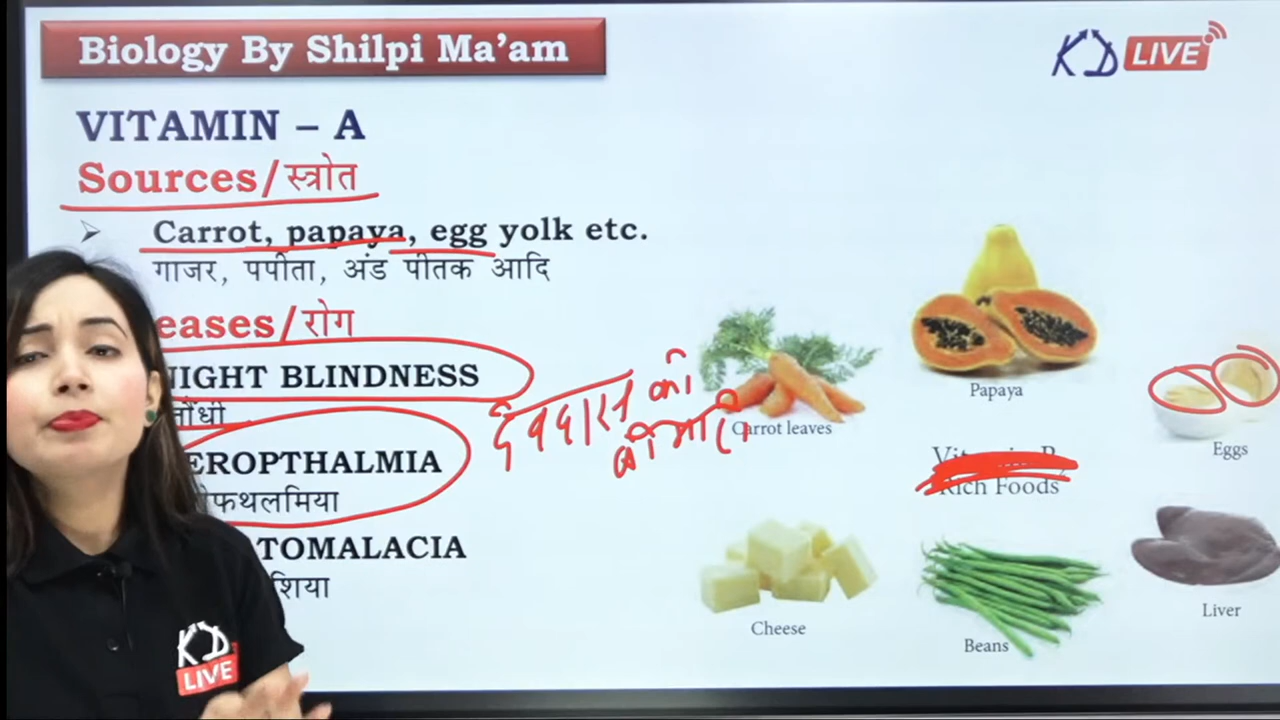 Biology By Shilpi Ma'am
KD LIVE
VITAMIN – A
Sources/स्त्रोत
➢ Carrot, papaya, egg yolk etc.
गाजर, पपीता, अंड पीतक आदि
eases/रोग
NIGHT BLINDNESS
तौंधी
EROPTHALMIA
ोफथलमिया
TOMALACIA
शिया
देवदास की
बीमारी
Carrot leaves
Papaya
Eggs
Rich Foods
Cheese
Beans
Liver
KD
LIVE